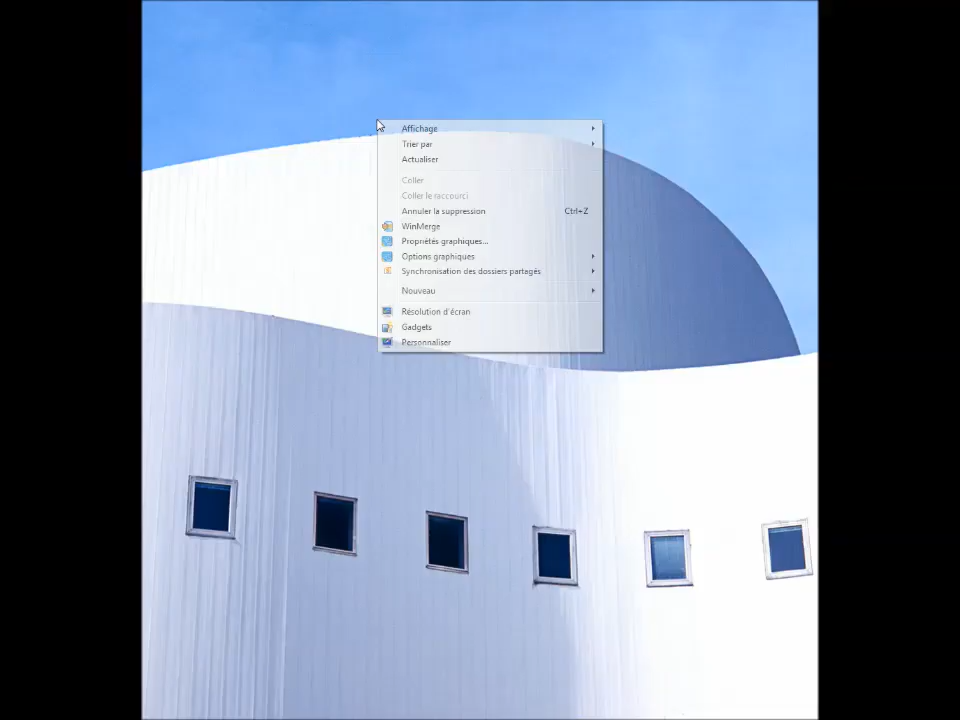 Affichage
Trier par
Actualiser
Coller
Coller le raccourci
Annuler la suppression Ctrl+Z
WinMerge
Propriétés graphiques...
Options graphiques
Synchronisation des dossiers partagés
Nouveau
Résolution d'écran
Gadgets
Personnaliser